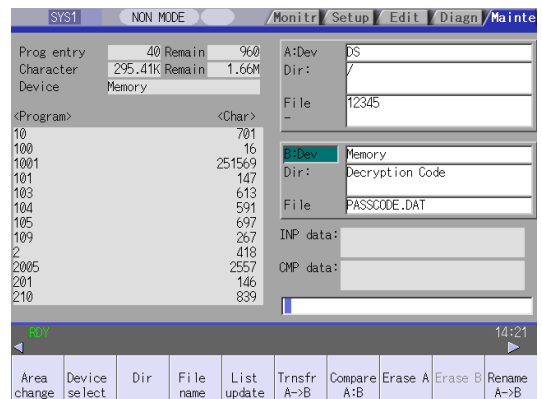 SYS1 NON MODE Monitr Setup Edit Diagn Mainte
Prog entry 40 Remain 960
Charac​ter 295.41K Remain 1.66M
Device Memory
<Program> <Char>
10 701
100 16
1001 251569
101 147
103 613
104 591
105 697
109 267
2 418
2005 2557
201 146
210 839
A:Dev DS
Dir: /
File 12345
-
B:Dev Memory
Dir: Decryption Code
File PASSCODE.DAT
INP data:
CMP data:
RDY 14:21
Area change Device select Dir File name List update Trnsfr A->B Compare A:B Erase A Erase B Rename A->B